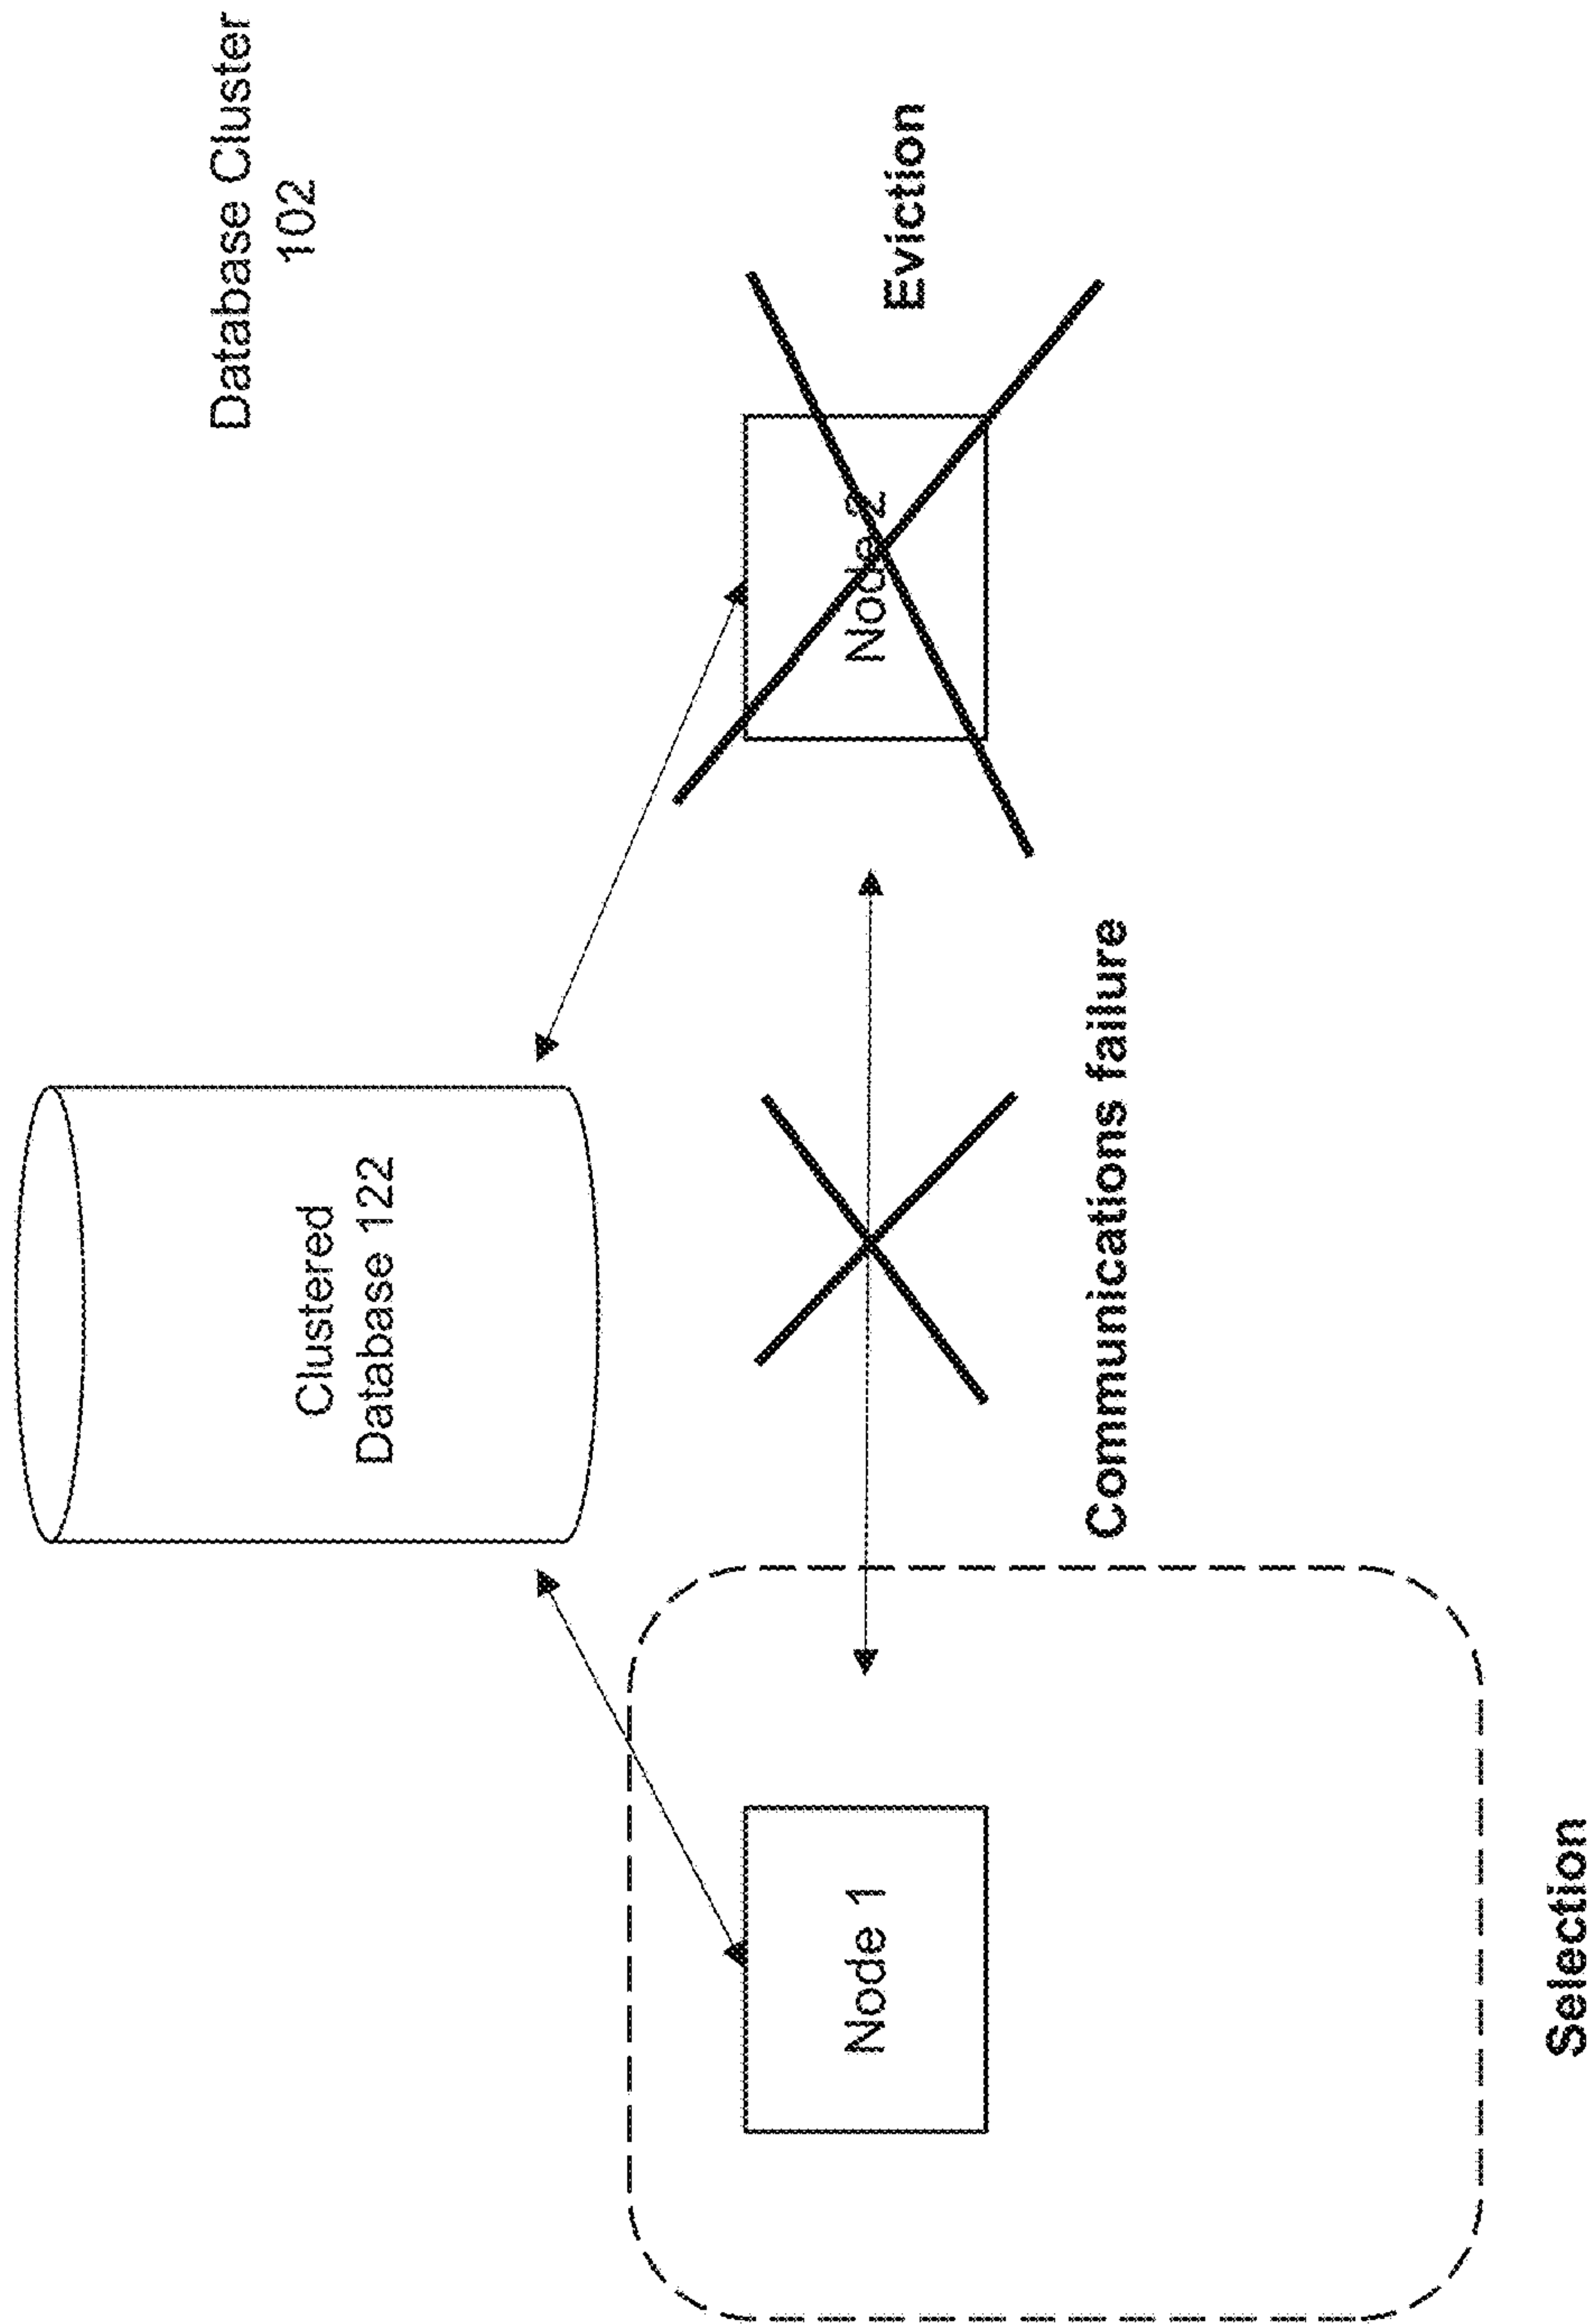 Database Cluster
102
Clustered
Database 122
Node 1
Node 2
Eviction
Communications failure
Selection